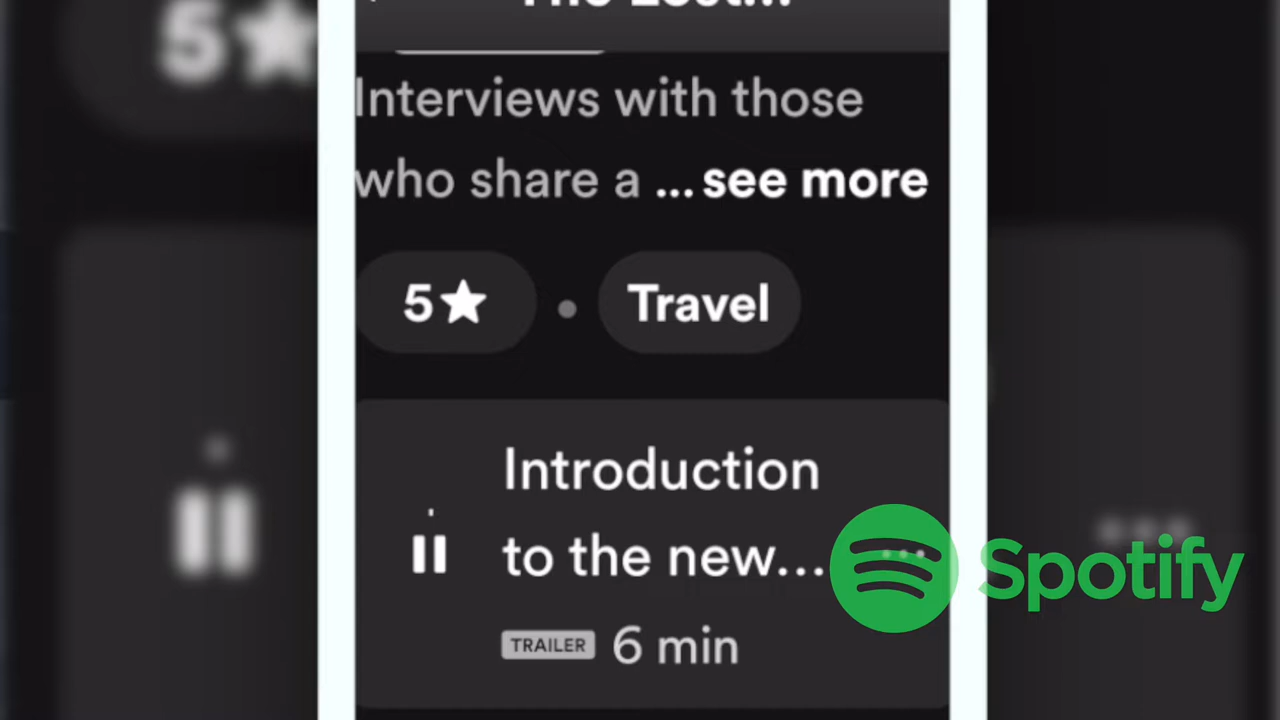 Interviews with those
who share a ... see more
5★ • Travel
Introduction
to the new...
TRAILER 6 min
Spotify